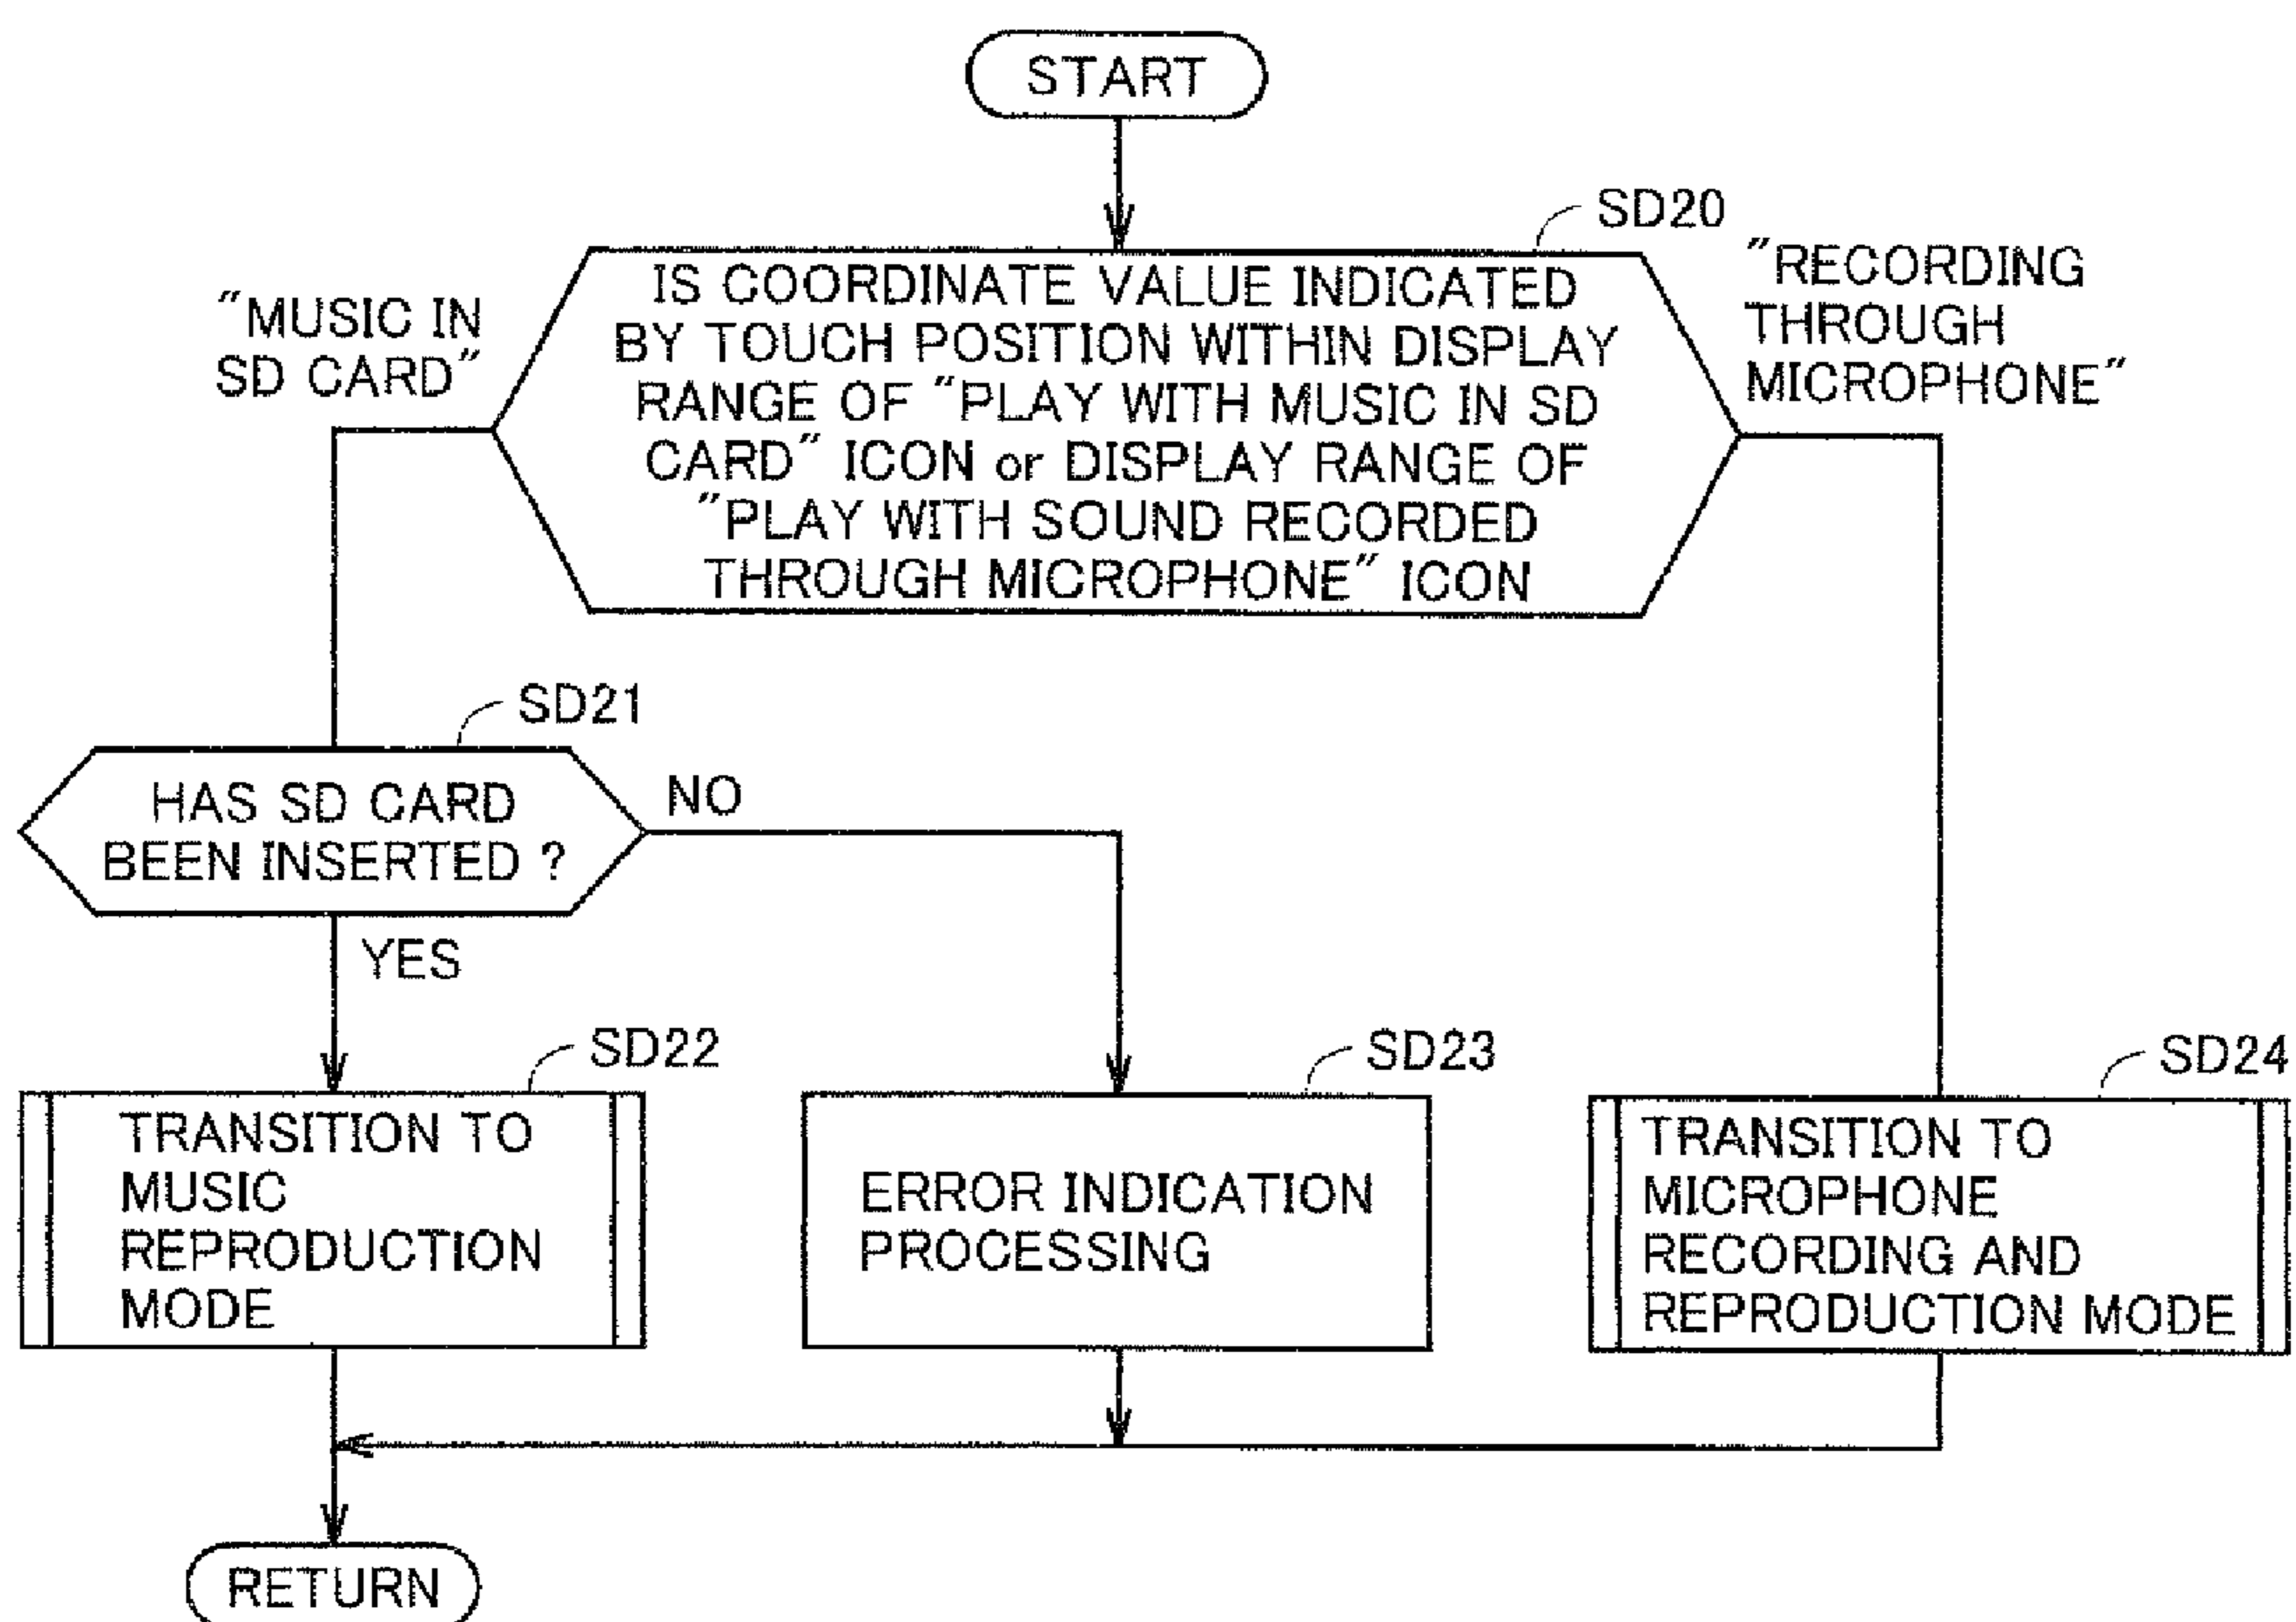 START
SD20
IS COORDINATE VALUE INDICATED
BY TOUCH POSITION WITHIN DISPLAY
RANGE OF "PLAY WITH MUSIC IN SD
CARD" ICON or DISPLAY RANGE OF
"PLAY WITH SOUND RECORDED
THROUGH MICROPHONE" ICON
"MUSIC IN
SD CARD"
"RECORDING
THROUGH
MICROPHONE"
SD21
HAS SD CARD
BEEN INSERTED ?
NO
YES
SD22
TRANSITION TO
MUSIC
REPRODUCTION
MODE
SD23
ERROR INDICATION
PROCESSING
SD24
TRANSITION TO
MICROPHONE
RECORDING AND
REPRODUCTION MODE
RETURN